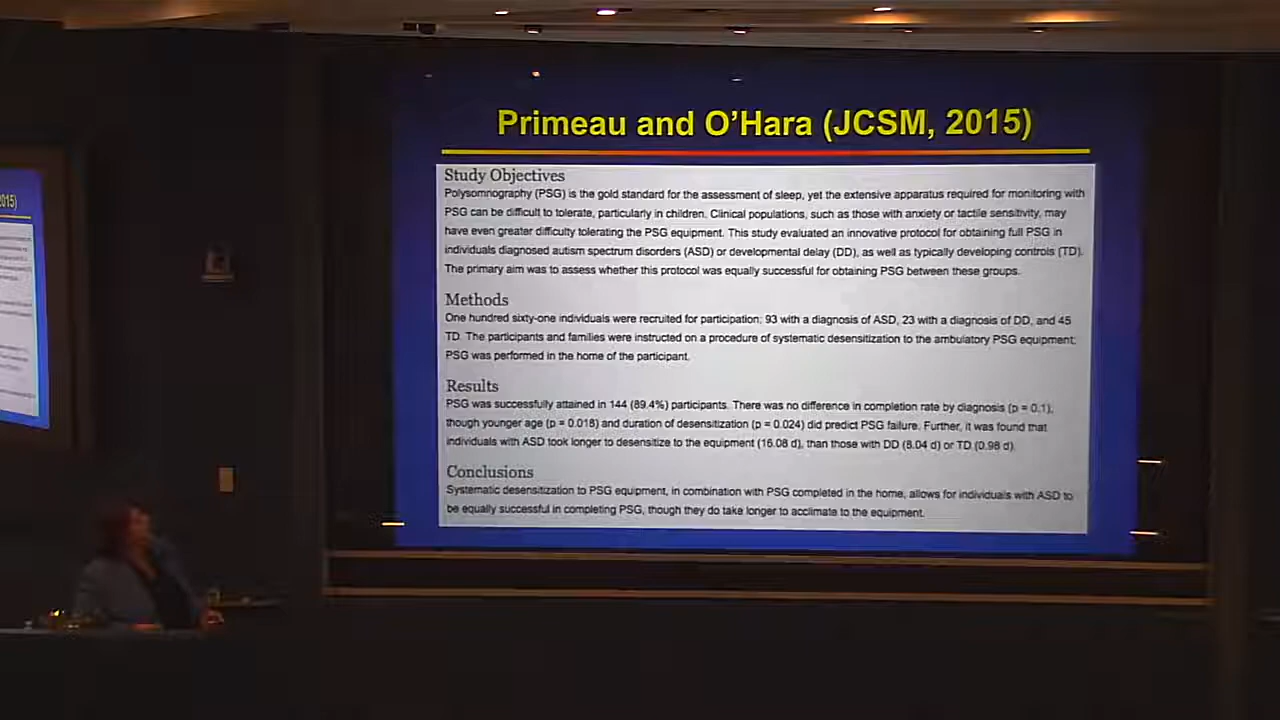 Primeau and O'Hara (JCSM, 2015)
Study Objectives
Polysomnography (PSG) is the gold standard for the assessment of sleep, yet the extensive apparatus required for monitoring with
PSG can be difficult to tolerate, particularly in children. Clinical populations, such as those with anxiety or tactile sensitivity, may
have even greater difficulty tolerating the PSG equipment. This study evaluated an innovative protocol for obtaining full PSG in
individuals diagnosed autism spectrum disorders (ASD) or developmental delay (DD), as well as typically developing controls (TD).
The primary aim was to assess whether this protocol was equally successful for obtaining PSG between these groups.
Methods
One hundred sixty-one individuals were recruited for participation; 93 with a diagnosis of ASD, 23 with a diagnosis of DD, and 45
TD. The participants and families were instructed on a procedure of systematic desensitization to the ambulatory PSG equipment;
PSG was performed in the home of the participant.
Results
PSG was successfully attained in 144 (89.4%) participants. There was no difference in completion rate by diagnosis (p = 0.1),
though younger age (p = 0.018) and duration of desensitization (p = 0.024) did predict PSG failure. Further, it was found that
individuals with ASD took longer to desensitize to the equipment (16.08 d), than those with DD (8.04 d) or TD (0.98 d).
Conclusions
Systematic desensitization to PSG equipment, in combination with PSG completed in the home, allows for individuals with ASD to
be equally successful in completing PSG, though they do take longer to acclimate to the equipment.
015)